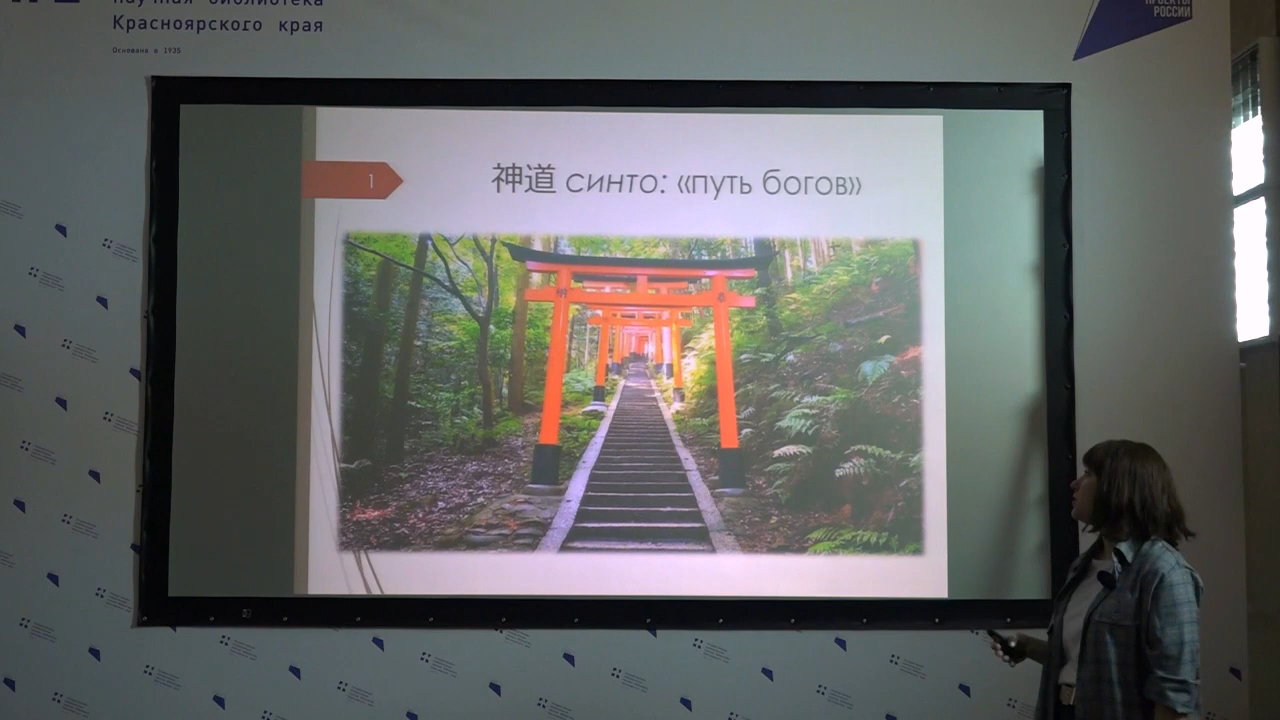 научная библиотека
Красноярского края
Основана в 1935
ПРОЕКТЫ
РОССИИ
1
神道 синто: «путь богов»